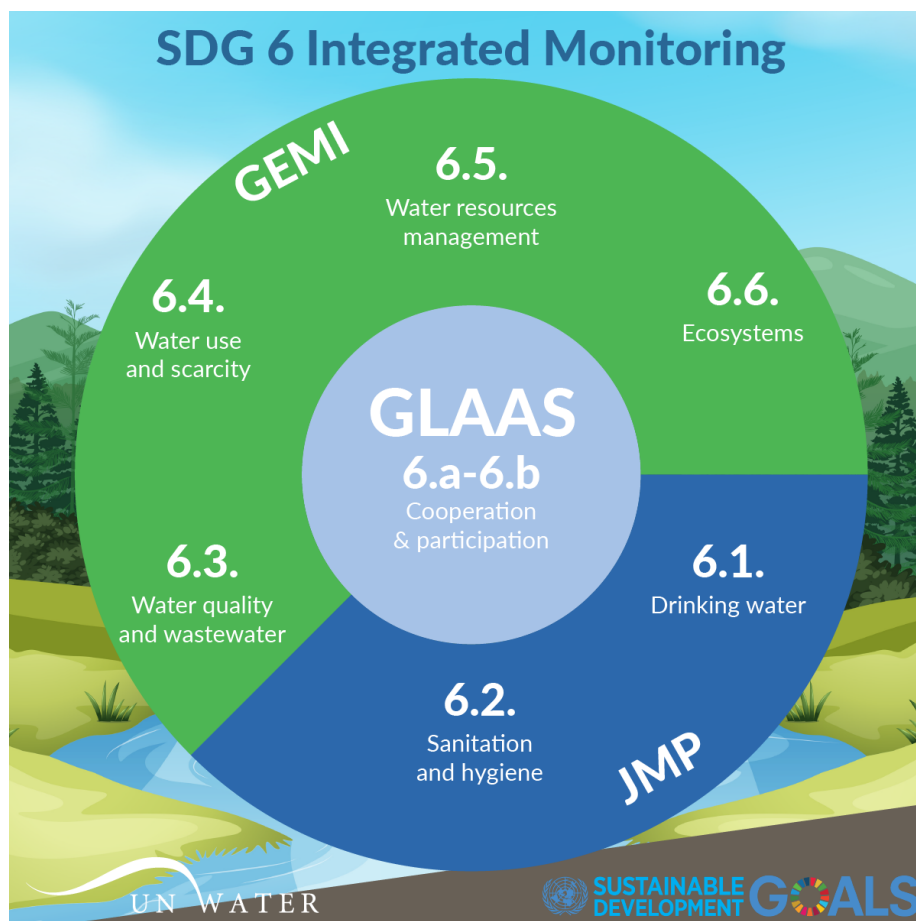 SDG 6 Integrated Monitoring
GEMI
6.5.
Water resources
management
6.4.
Water use
and scarcity
6.6.
Ecosystems
GLAAS
6.a-6.b
Cooperation
& participation
6.3.
Water quality
and wastewater
6.1.
Drinking water
6.2.
Sanitation
and hygiene
JMP
UN WATER
SUSTAINABLE
DEVELOPMENT
GOALS